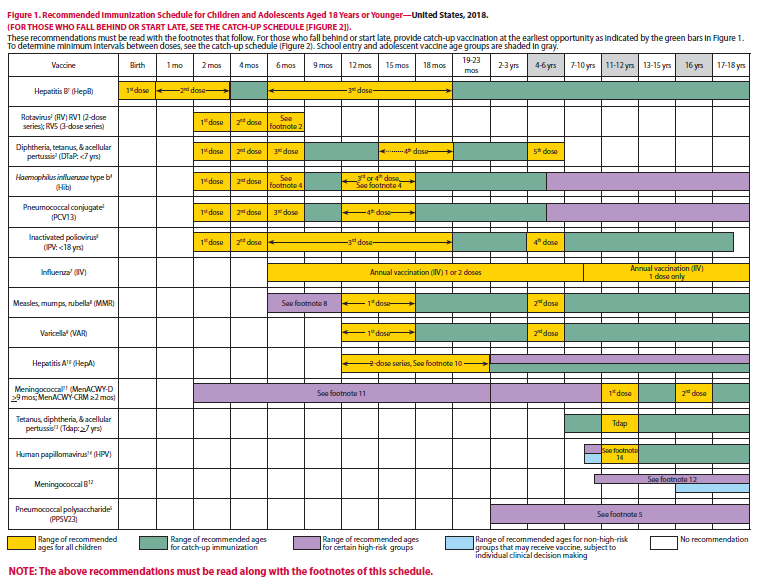 Figure 1. Recommended Immunization Schedule for Children and Adolescents Aged 18 Years or Younger—United States, 2018.
(FOR THOSE WHO FALL BEHIND OR START LATE, SEE THE CATCH-UP SCHEDULE [FIGURE 2]).
These recommendations must be read with the footnotes that follow. For those who fall behind or start late, provide catch-up vaccination at the earliest opportunity as indicated by the green bars in Figure 1.
To determine minimum intervals between doses, see the catch-up schedule (Figure 2). School entry and adolescent vaccine age groups are shaded in gray.
Vaccine Birth 1 mo 2 mos 4 mos 6 mos 9 mos 12 mos 15 mos 18 mos 19-23 mos 2-3 yrs 4-6 yrs 7-10 yrs 11-12 yrs 13-15 yrs 16 yrs 17-18 yrs
Hepatitis B¹ (HepB) 1st dose 2nd dose 3rd dose
Rotavirus² (RV) RV1 (2-dose
series); RV5 (3-dose series)
1st dose 2nd dose See
footnote 2
Diphtheria, tetanus, & acellular
pertussis³ (DTaP: <7 yrs)
1st dose 2nd dose 3rd dose 4th dose 5th dose
Haemophilus influenzae type b⁴
(Hib)
1st dose 2nd dose See
footnote 4
3rd or 4th dose,
See footnote 4
Pneumococcal conjugate⁵
(PCV13)
1st dose 2nd dose 3rd dose 4th dose
Inactivated poliovirus⁶
(IPV: <18 yrs)
1st dose 2nd dose 3rd dose 4th dose
Influenza⁷ (IIV) Annual vaccination (IIV) 1 or 2 doses
Annual vaccination (IIV)
1 dose only
Measles, mumps, rubella⁸ (MMR) See footnote 8 1st dose 2nd dose
Varicella⁹ (VAR) 1st dose 2nd dose
Hepatitis A¹⁰ (HepA) 2-dose series, See footnote 10
Meningococcal¹¹ (MenACWY-D
≥9 mos; MenACWY-CRM ≥2 mos)
See footnote 11 1st dose 2nd dose
Tetanus, diphtheria, & acellular
pertussis¹³ (Tdap: ≥7 yrs)
Tdap
Human papillomavirus¹⁴ (HPV) See footnote
14
Meningococcal B¹² See footnote 12
Pneumococcal polysaccharide⁵
(PPSV23)
See footnote 5
Range of recommended
ages for all children
Range of recommended ages
for catch-up immunization
Range of recommended ages
for certain high-risk groups
Range of recommended ages for non-high-risk
groups that may receive vaccine, subject to
individual clinical decision making
No recommendation
NOTE: The above recommendations must be read along with the footnotes of this schedule.